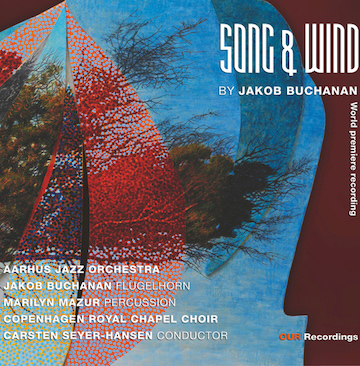 SONG & WIND
BY JAKOB BUCHANAN
World premiere recording
AARHUS JAZZ ORCHESTRA
JAKOB BUCHANAN FLUGELHORN
MARILYN MAZUR PERCUSSION
COPENHAGEN ROYAL CHAPEL CHOIR
CARSTEN SEYER-HANSEN CONDUCTOR
OUR Recordings